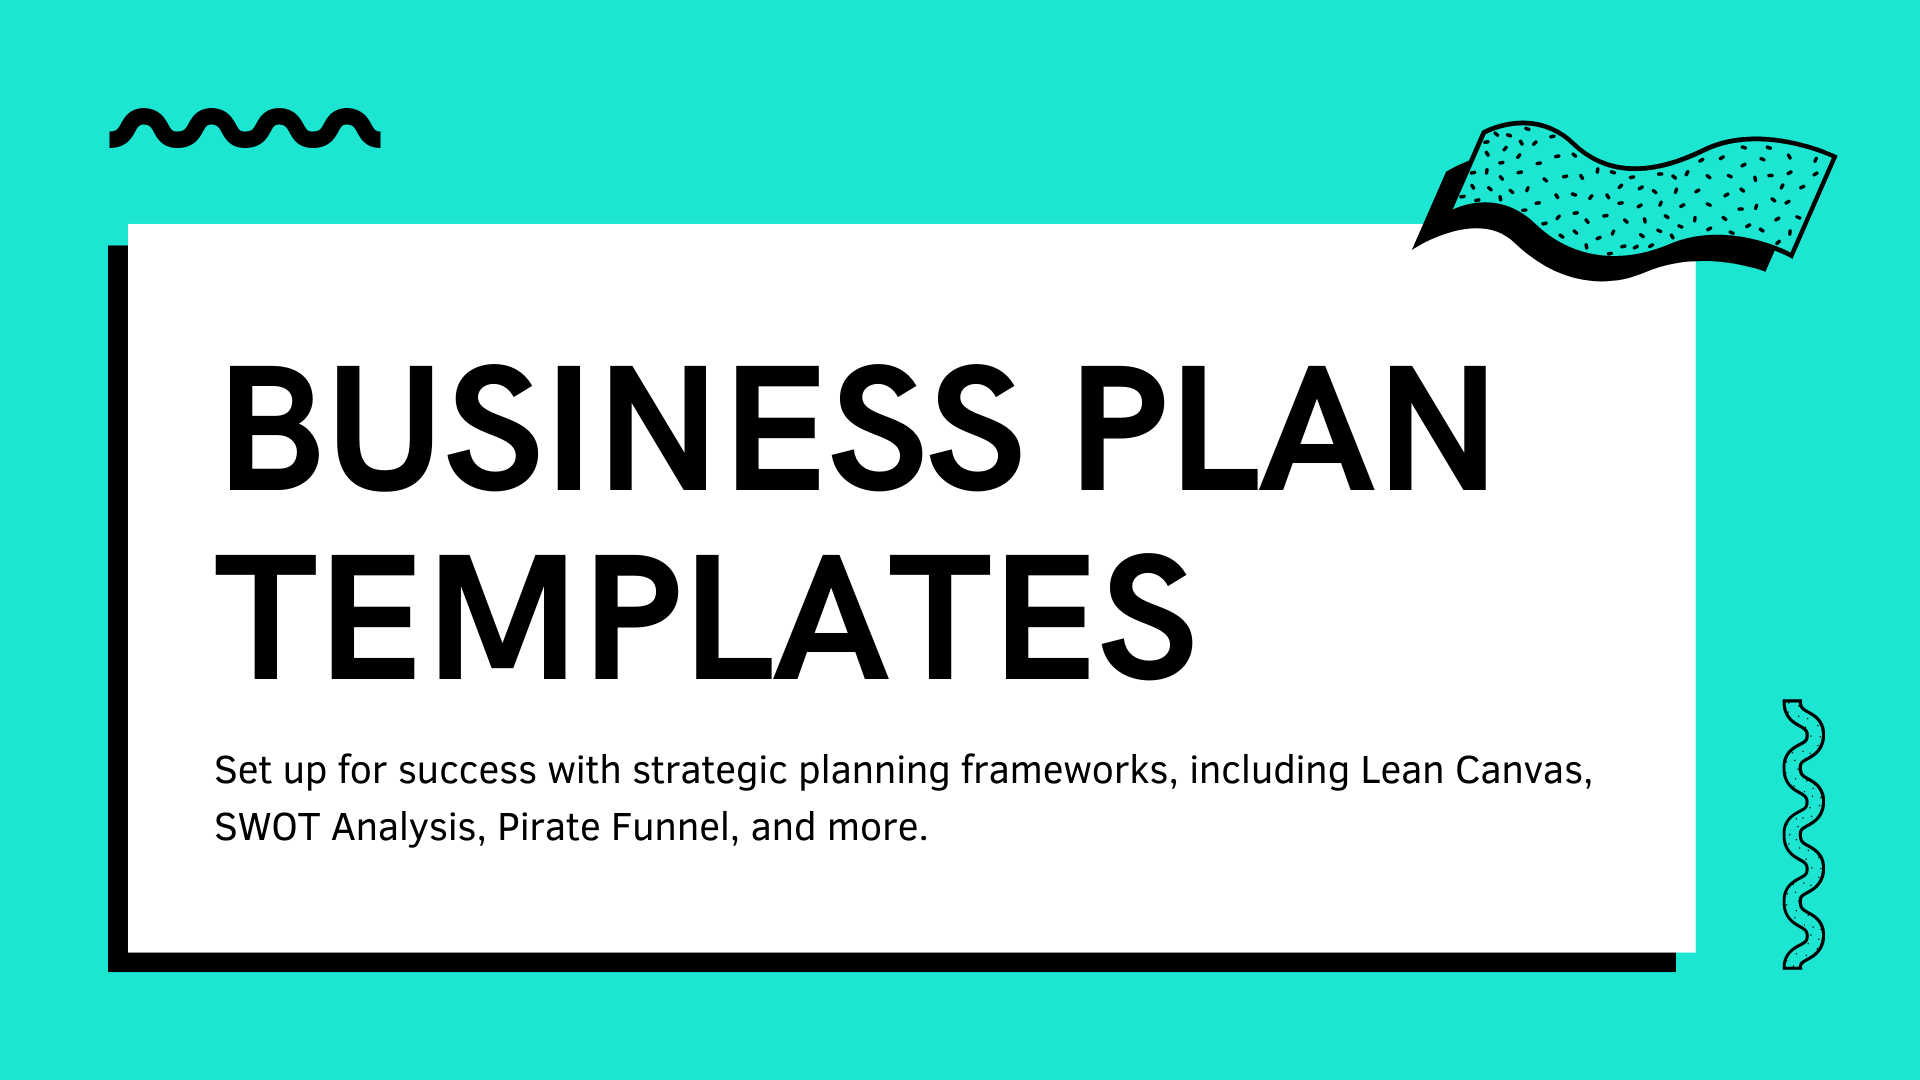 BUSINESS PLAN
TEMPLATES
Set up for success with strategic planning frameworks, including Lean Canvas,
SWOT Analysis, Pirate Funnel, and more.